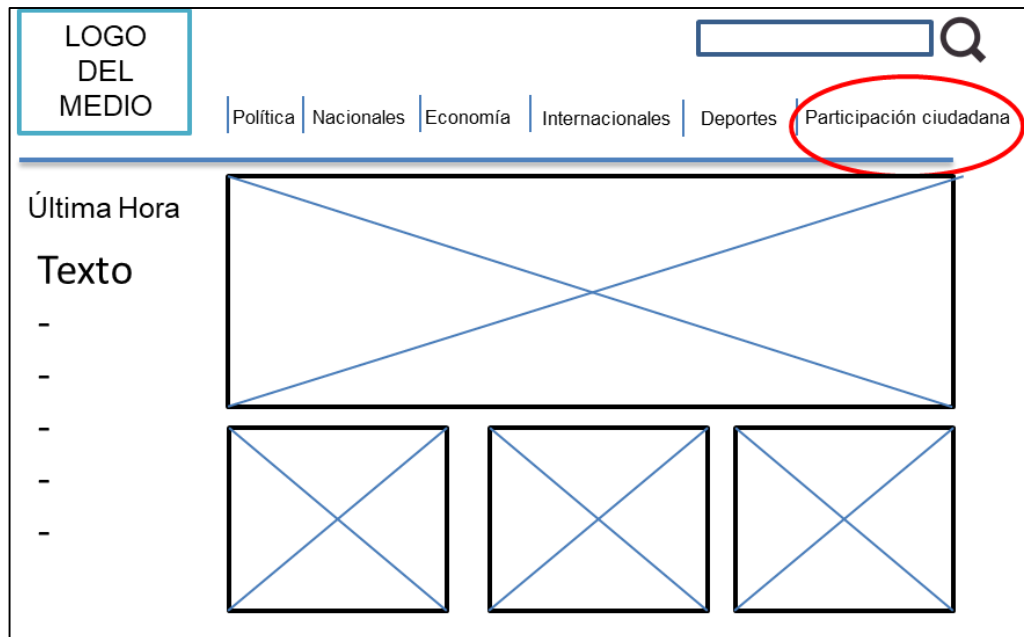 LOGO
DEL
MEDIO
Política Nacionales Economía Internacionales Deportes Participación ciudadana
Última Hora
Texto
-
-
-
-
-